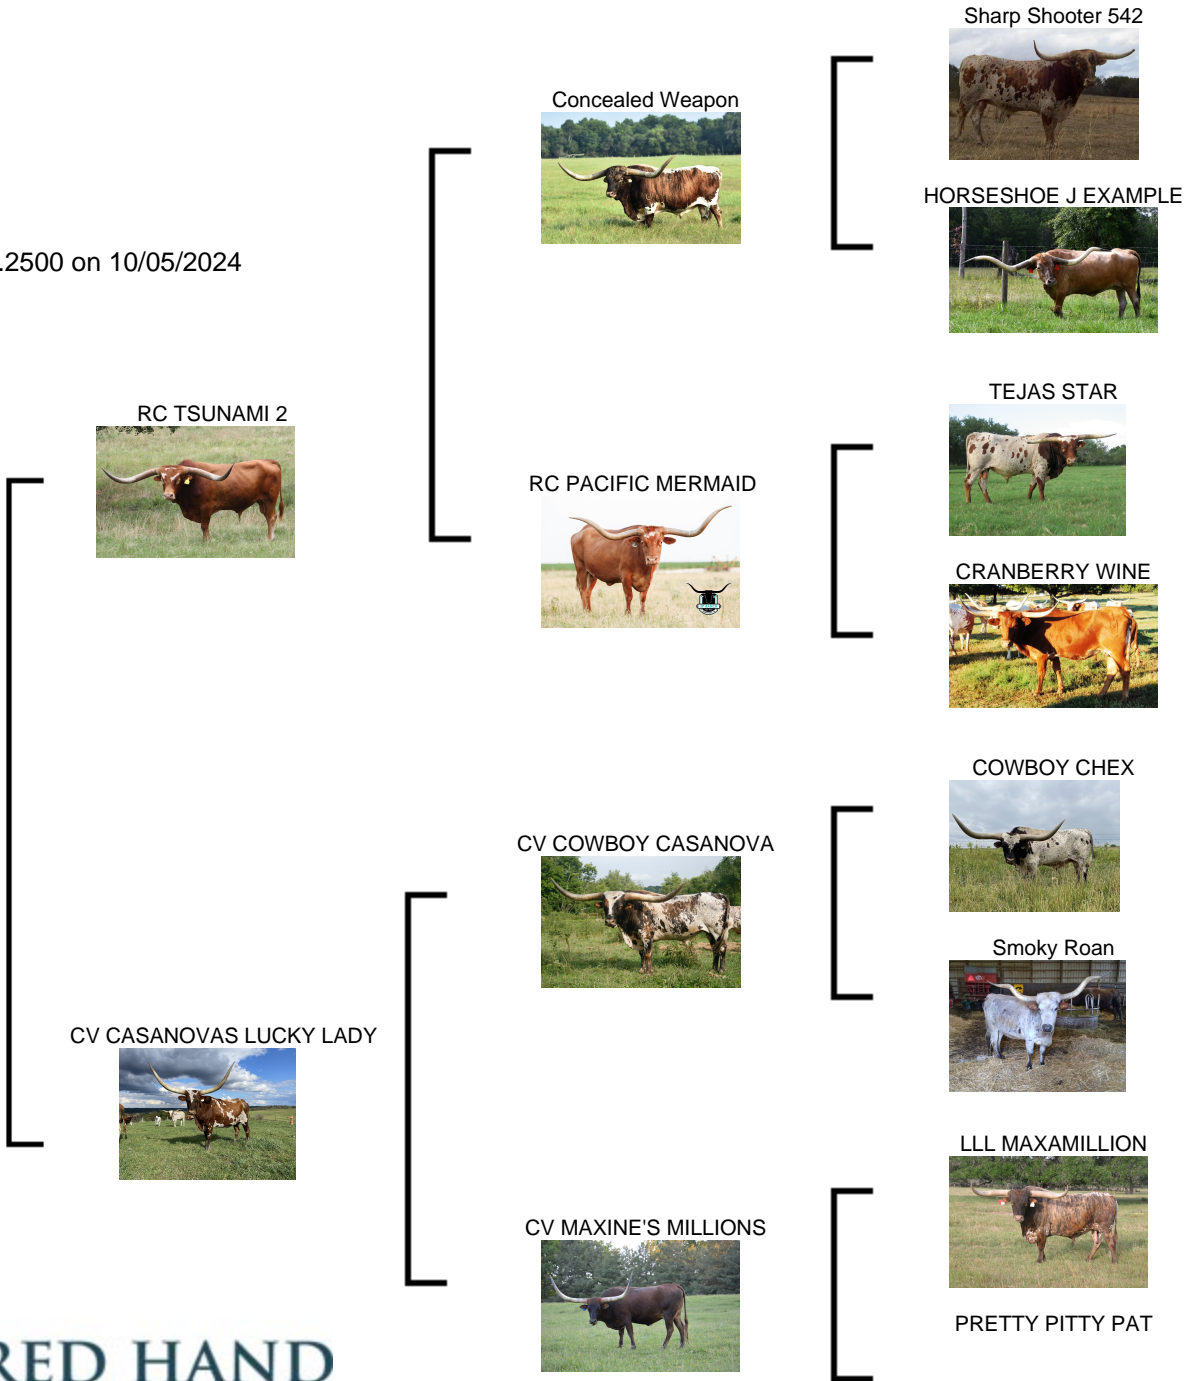 Sharp Shooter 542
Concealed Weapon
HORSESHOE J EXAMPLE
.2500 on 10/05/2024
TEJAS STAR
RC TSUNAMI 2
RC PACIFIC MERMAID
CRANBERRY WINE
COWBOY CHEX
CV COWBOY CASANOVA
Smoky Roan
CV CASANOVAS LUCKY LADY
LLL MAXAMILLION
CV MAXINE'S MILLIONS
PRETTY PITTY PAT
RED HAND